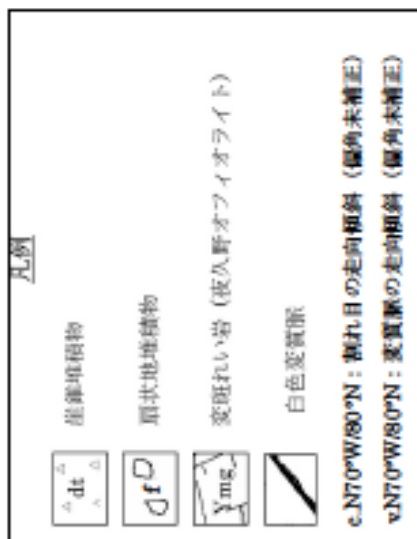 凡例
dt 崖錐堆積物
f 扇状地堆積物
Ymg 変斑れい岩（夜久野オフィオライト）
白色変質脈
c.N70°W/80°N：割れ目の走向傾斜（偏角未補正）
v.N70°W/80°N：変質脈の走向傾斜（偏角未補正）